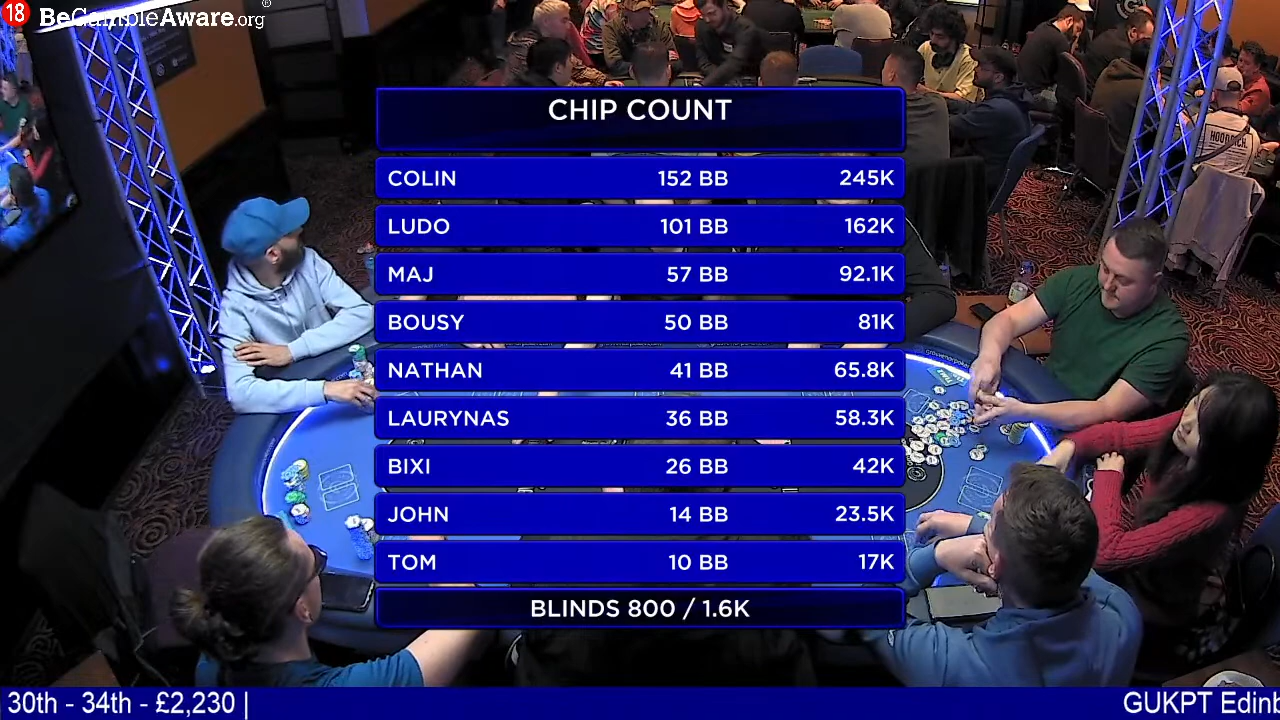 18 BeGambleAware.org®
CHIP COUNT
COLIN 152 BB 245K
LUDO 101 BB 162K
MAJ 57 BB 92.1K
BOUSY 50 BB 81K
NATHAN 41 BB 65.8K
LAURYNAS 36 BB 58.3K
BIXI 26 BB 42K
JOHN 14 BB 23.5K
TOM 10 BB 17K
BLINDS 800 / 1.6K
30th - 34th - £2,230 |
GUKPT Edinb